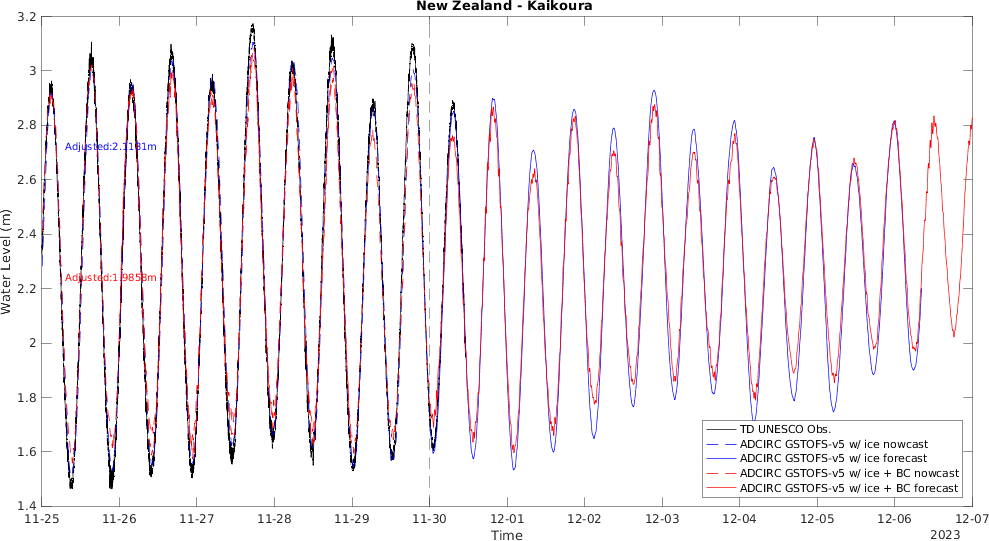 New Zealand - Kaikoura
3.2
3
2.8
2.6
2.4
2.2
2
1.8
1.6
1.4
Water Level (m)
Adjusted:2.1181m
Adjusted:1.9858m
TD UNESCO Obs.
ADCIRC GSTOFS-v5 w/ ice nowcast
ADCIRC GSTOFS-v5 w/ ice forecast
ADCIRC GSTOFS-v5 w/ ice + BC nowcast
ADCIRC GSTOFS-v5 w/ ice + BC forecast
11-25 11-26 11-27 11-28 11-29 11-30 12-01 12-02 12-03 12-04 12-05 12-06 12-07
Time
2023